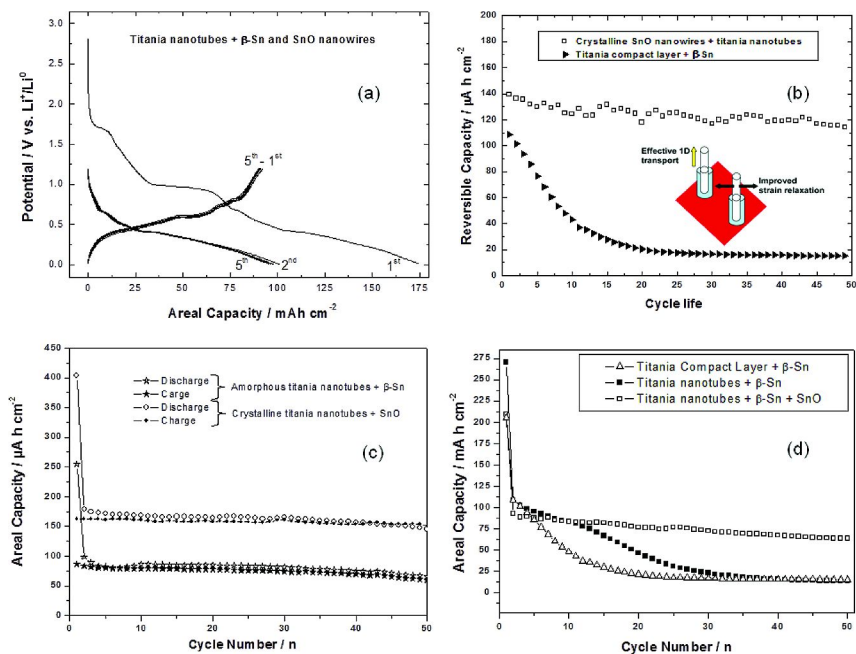 Titania nanotubes + β-Sn and SnO nanowires
(a)
Potential / V vs. Li⁺/Li⁰
3.0
2.5
2.0
1.5
1.0
0.5
0.0
5th - 1st
5th
2nd
1st
0 25 50 75 100 125 150 175
Areal Capacity / mAh cm⁻²
Crystalline SnO nanowires + titania nanotubes
Titania compact layer + β-Sn
(b)
Reversible Capacity / µA h cm⁻²
200
180
160
140
120
100
80
60
40
20
0
Effective 1D
transport
Improved
strain relaxation
0 5 10 15 20 25 30 35 40 45 50
Cycle life
Discharge
Carge
Amorphous titania nanotubes + β-Sn
Discharge
Charge
Crystalline titania nanotubes + SnO
(c)
Areal Capacity / µA h cm⁻²
450
400
350
300
250
200
150
100
50
0
0 10 20 30 40 50
Cycle Number / n
Titania Compact Layer + β-Sn
Titania nanotubes + β-Sn
Titania nanotubes + β-Sn + SnO
(d)
Areal Capacity / mA h cm⁻²
275
250
225
200
175
150
125
100
75
50
25
0
0 10 20 30 40 50
Cycle Number / n